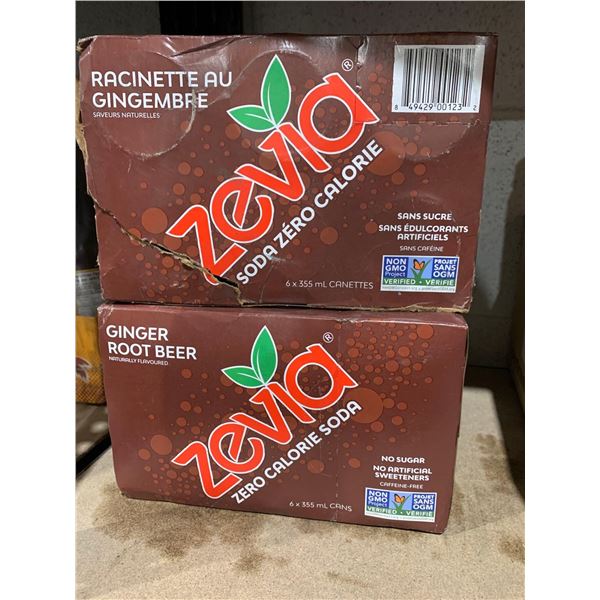 RACINETTE AU
GINGEMBRE
SAVEURS NATURELLES
zevia®
SODA ZÉRO CALORIE
8 49429 00123 2
SANS SUCRE
SANS ÉDULCORANTS
ARTIFICIELS
SANS CAFÉINE
6 x 355 mL CANETTES
NON GMO Project VERIFIED
PROJET SANS OGM VÉRIFIÉ
GINGER
ROOT BEER
NATURALLY FLAVOURED
zevia®
ZERO CALORIE SODA
NO SUGAR
NO ARTIFICIAL
SWEETENERS
CAFFEINE-FREE
6 x 355 mL CANS
NON GMO Project VERIFIED
PROJET SANS OGM VÉRIFIÉ